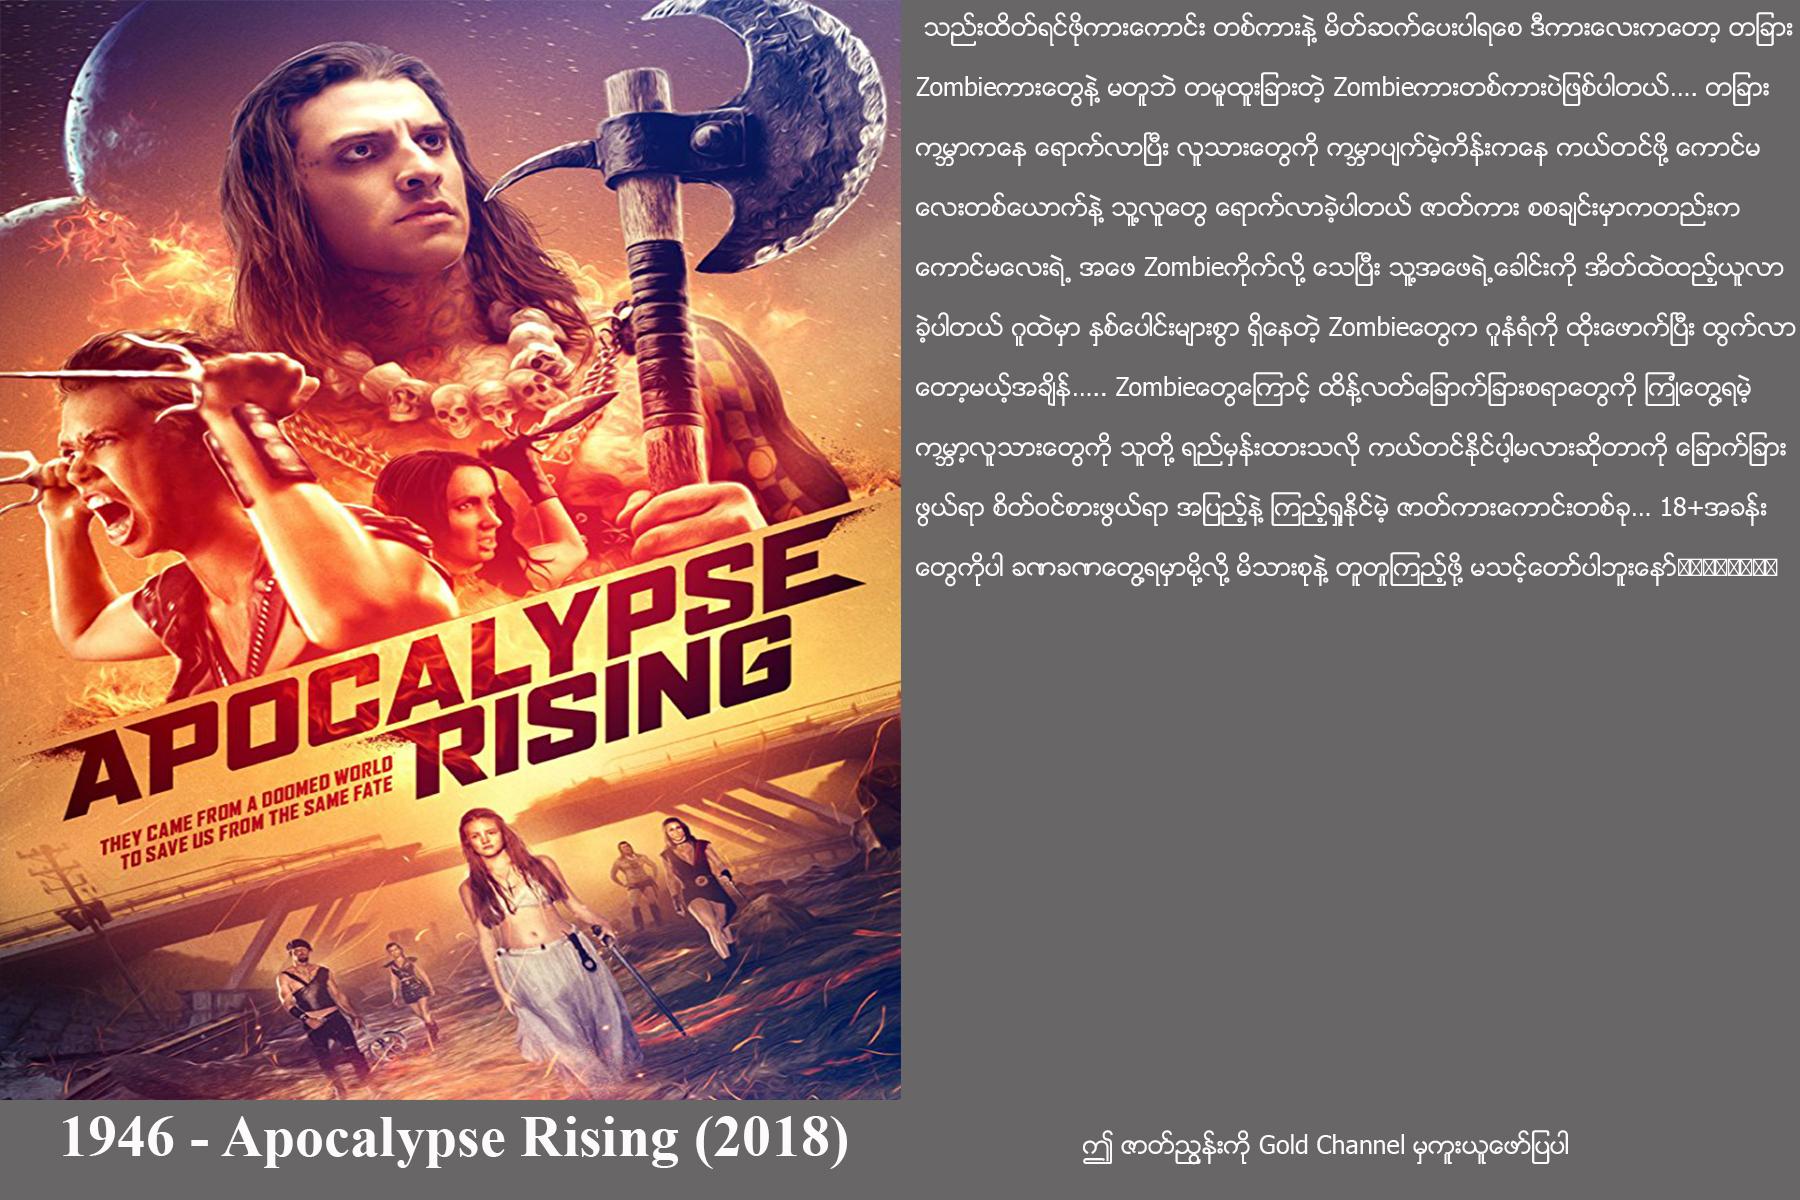 APOCALYPSE
RISING
THEY CAME FROM A DOOMED WORLD
TO SAVE US FROM THE SAME FATE
1946 - Apocalypse Rising (2018)
သည်းထိတ်ရင်ဖိုကားကောင်း တစ်ကားနဲ့ မိတ်ဆက်ပေးပါရစေ ဒီကားလေးကတော့ တခြား
Zombieကားတွေနဲ့ မတူဘဲ တမူထူးခြားတဲ့ Zombieကားတစ်ကားပဲဖြစ်ပါတယ်.... တခြား
ကမ္ဘာကနေ ရောက်လာပြီး လူသားတွေကို ကမ္ဘာပျက်မဲ့ကိန်းကနေ ကယ်တင်ဖို့ ကောင်မ
လေးတစ်ယောက်နဲ့ သူ့လူတွေ ရောက်လာခဲ့ပါတယ် ဇာတ်ကား စစချင်းမှာကတည်းက
ကောင်မလေးရဲ့ အဖေ Zombieကိုက်လို့ သေပြီး သူ့အဖေရဲ့ခေါင်းကို အိတ်ထဲထည့်ယူလာ
ခဲ့ပါတယ် ဂူထဲမှာ နှစ်ပေါင်းများစွာ ရှိနေတဲ့ Zombieတွေက ဂူနံရံကို ထိုးဖောက်ပြီး ထွက်လာ
တော့မယ့်အချိန်..... Zombieတွေကြောင့် ထိန့်လတ်ခြောက်ခြားစရာတွေကို ကြုံတွေ့ရမဲ့
ကမ္ဘာ့လူသားတွေကို သူတို့ ရည်မှန်းထားသလို ကယ်တင်နိုင်ပါ့မလားဆိုတာကို ခြောက်ခြား
ဖွယ်ရာ စိတ်ဝင်စားဖွယ်ရာ အပြည့်နဲ့ ကြည့်ရှုနိုင်မဲ့ ဇာတ်ကားကောင်းတစ်ခု... 18+အခန်း
တွေကိုပါ ခဏခဏတွေ့ရမှာမို့လို့ မိသားစုနဲ့ တူတူကြည့်ဖို့ မသင့်တော်ပါဘူးနော်
ဤ ဇာတ်ညွှန်းကို Gold Channel မှကူးယူဖော်ပြပါ